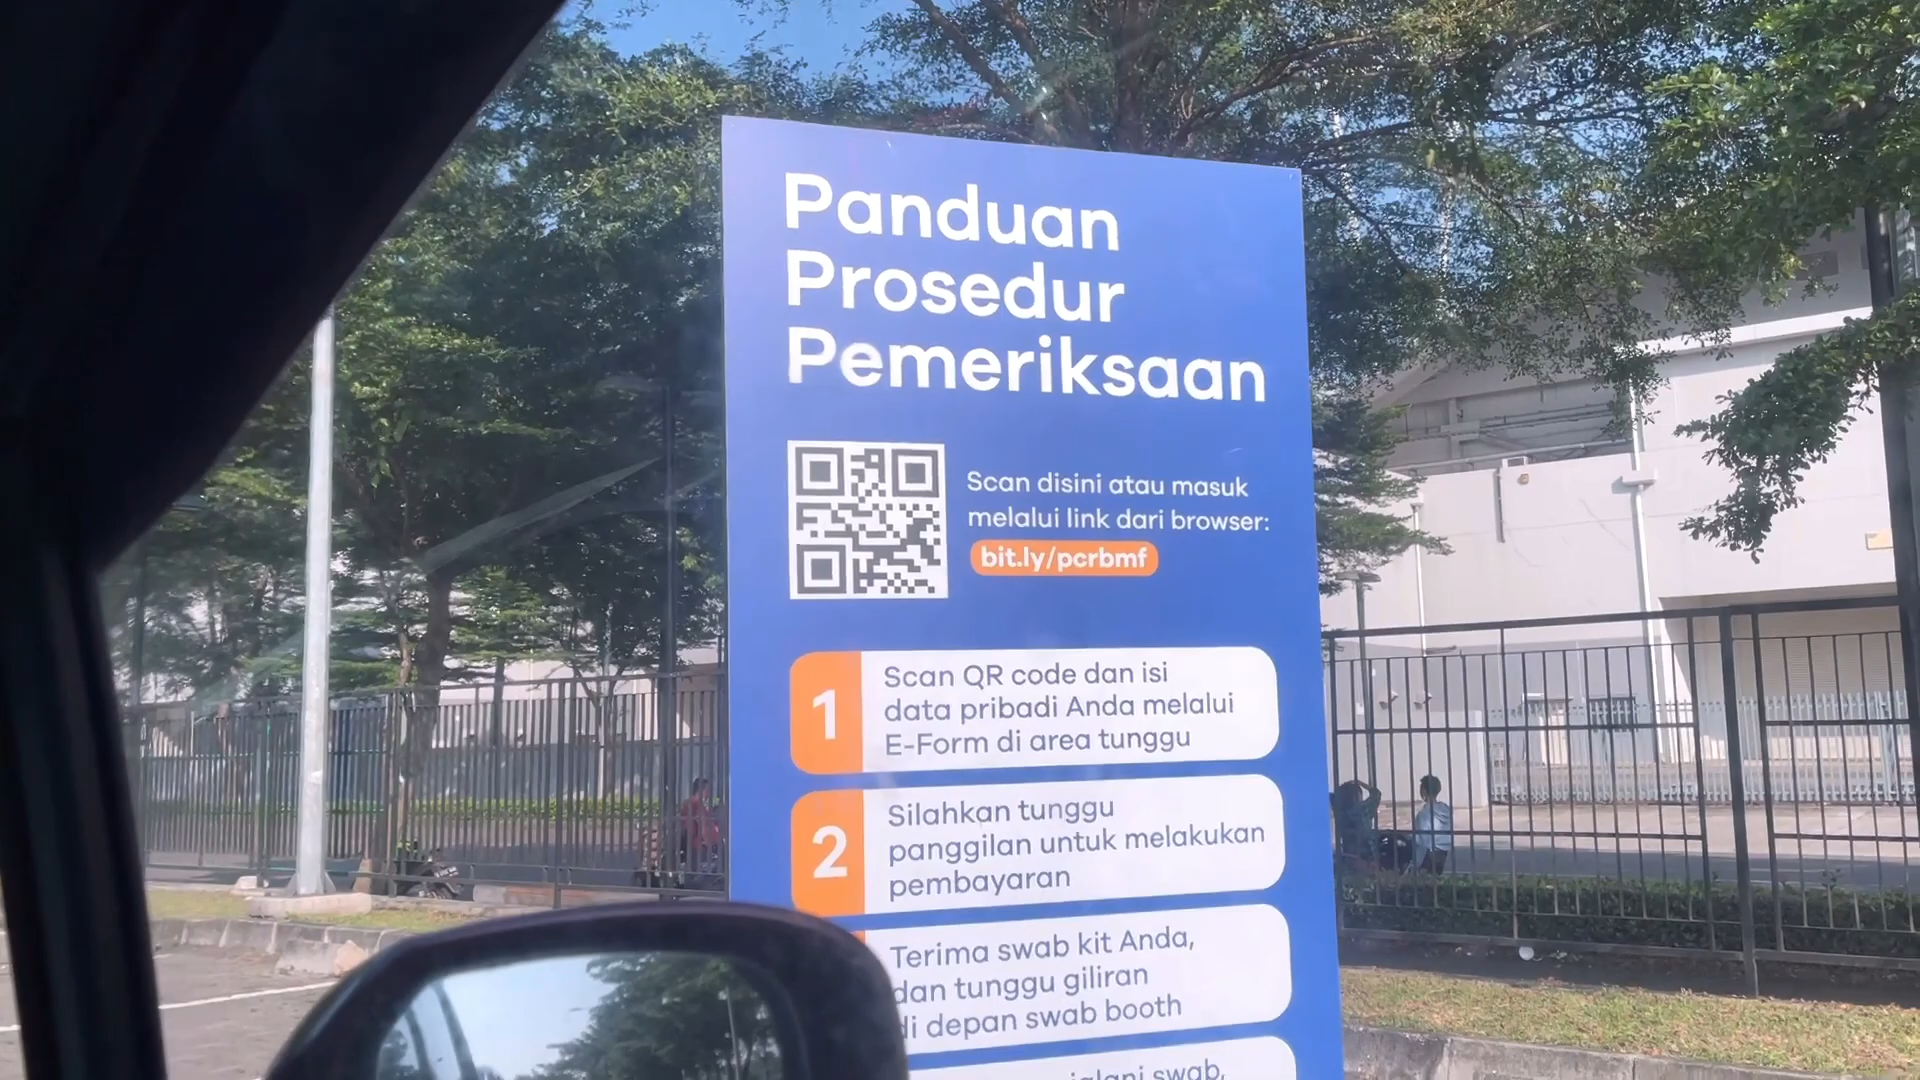 Panduan
Prosedur
Pemeriksaan
Scan disini atau masuk
melalui link dari browser:
bit.ly/pcrbmf
1
Scan QR code dan isi
data pribadi Anda melalui
E-Form di area tunggu
2
Silahkan tunggu
panggilan untuk melakukan
pembayaran
Terima swab kit Anda,
dan tunggu giliran
di depan swab booth
swab,